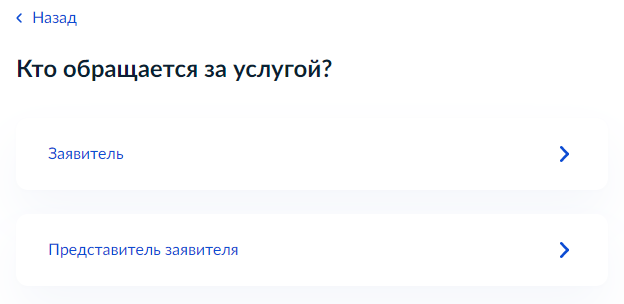 Назад
Кто обращается за услугой?
Заявитель
Представитель заявителя